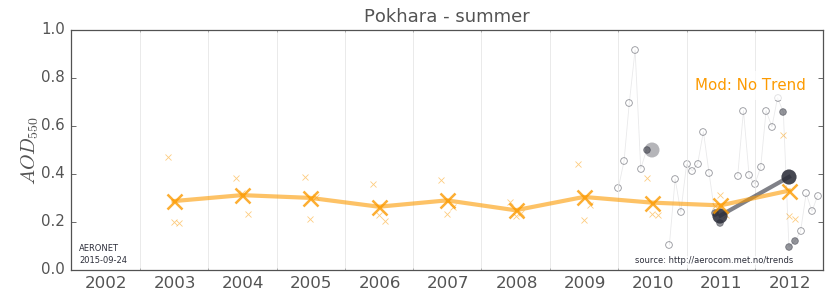 Pokhara - summer
1.0
0.8
0.6
0.4
0.2
0.0
AOD550
Mod: No Trend
AERONET
2015-09-24
source: http://aerocom.met.no/trends
2002 2003 2004 2005 2006 2007 2008 2009 2010 2011 2012